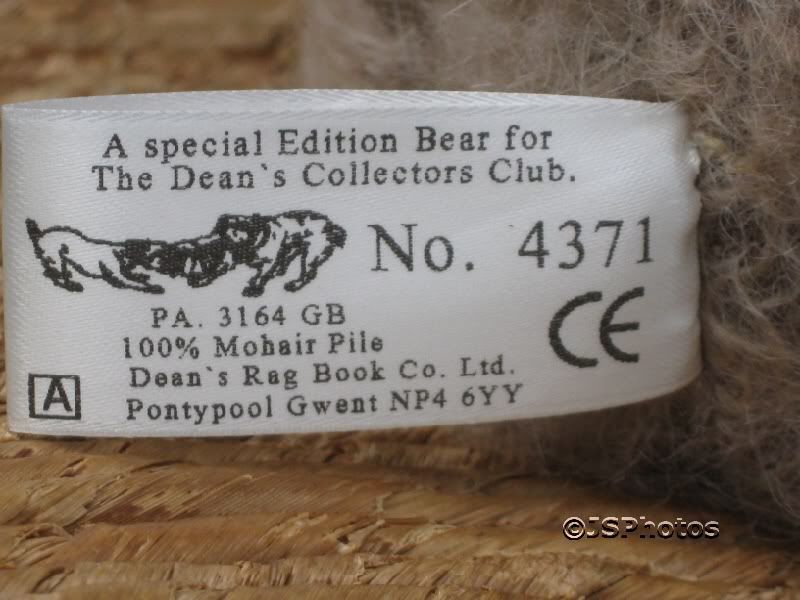 A special Edition Bear for
The Dean`s Collectors Club.
No. 4371
PA. 3164 GB
100% Mohair Pile
CE
Dean`s Rag Book Co. Ltd.
A
Pontypool Gwent NP4 6YY
©JSPhotos